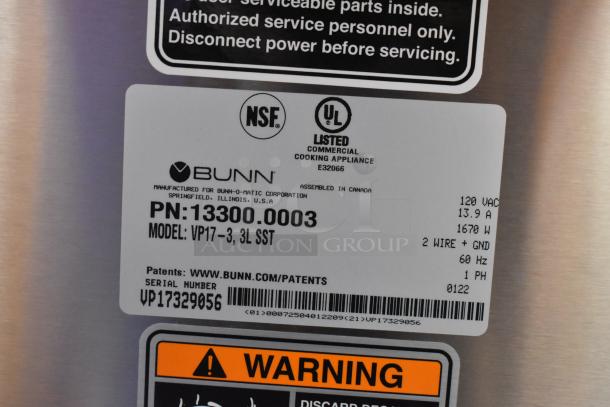 user serviceable parts inside.
Authorized service personnel only.
Disconnect power before servicing.
NSF®
UL
LISTED
COMMERCIAL
COOKING APPLIANCE
E32066
BUNN®
MANUFACTURED FOR BUNN-O-MATIC CORPORATION
SPRINGFIELD, ILLINOIS, U.S.A
ASSEMBLED IN CANADA
PN:13300.0003
MODEL: VP17-3, 3L SST
120 VAC
13.9 A
1670 W
2 WIRE + GND
60 Hz
1 PH
0122
AUCTION GROUP
Patents: WWW.BUNN.COM/PATENTS
SERIAL NUMBER
VP17329056
(01)00072504012209(21)VP17329056
WARNING